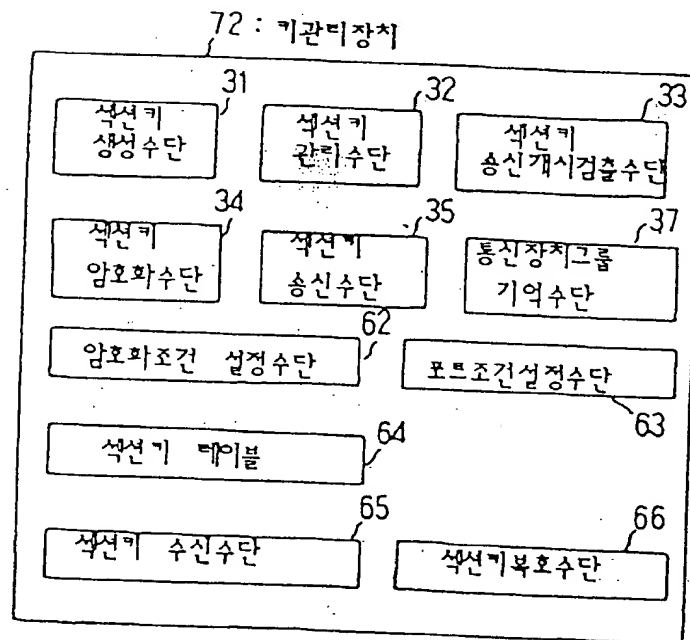 72 : 키관리장치
31
섹션키
생성수단
32
섹션키
관리수단
33
섹션키
송신개시검출수단
34
섹션키
암호화수단
35
섹션키
송신수단
37
통신장치그룹
기억수단
암호화조건 설정수단
62
포트조건설정수단
63
섹션키 테이블
64
섹션키 수신수단
65
섹션키복호수단
66